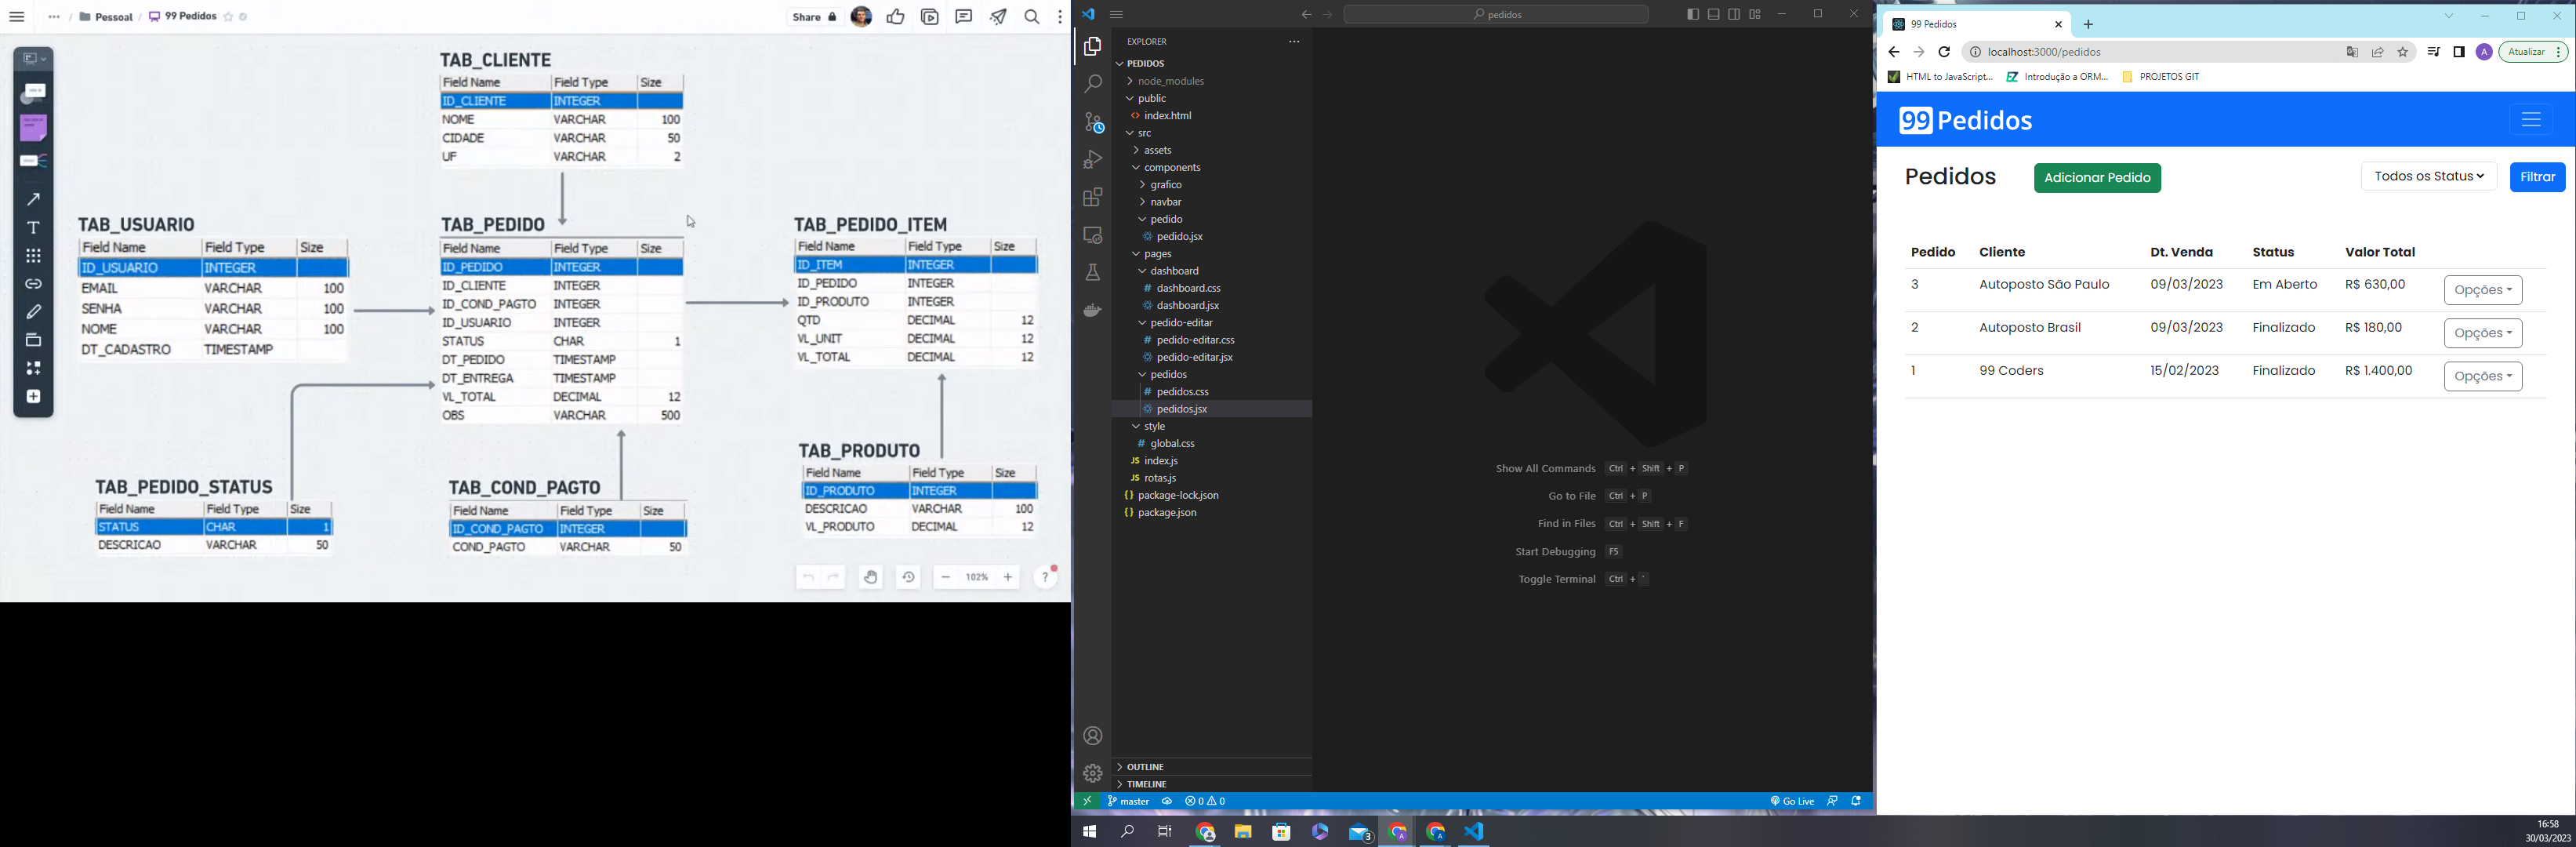 Pessoal / 99 Pedidos
Share
TAB_CLIENTE
Field Name Field Type Size
ID_CLIENTE INTEGER
NOME VARCHAR 100
CIDADE VARCHAR 50
UF VARCHAR 2
TAB_USUARIO
Field Name Field Type Size
ID_USUARIO INTEGER
EMAIL VARCHAR 100
SENHA VARCHAR 100
NOME VARCHAR 100
DT_CADASTRO TIMESTAMP
TAB_PEDIDO
Field Name Field Type Size
ID_PEDIDO INTEGER
ID_CLIENTE INTEGER
ID_COND_PAGTO INTEGER
ID_USUARIO INTEGER
STATUS CHAR 1
DT_PEDIDO TIMESTAMP
DT_ENTREGA TIMESTAMP
VL_TOTAL DECIMAL 12
OBS VARCHAR 500
TAB_PEDIDO_ITEM
Field Name Field Type Size
ID_ITEM INTEGER
ID_PEDIDO INTEGER
ID_PRODUTO INTEGER
QTD DECIMAL 12
VL_UNIT DECIMAL 12
VL_TOTAL DECIMAL 12
TAB_PEDIDO_STATUS
Field Name Field Type Size
STATUS CHAR 1
DESCRICAO VARCHAR 50
TAB_COND_PAGTO
Field Name Field Type Size
ID_COND_PAGTO INTEGER
COND_PAGTO VARCHAR 50
TAB_PRODUTO
Field Name Field Type Size
ID_PRODUTO INTEGER
DESCRICAO VARCHAR 100
VL_PRODUTO DECIMAL 12
102%
?
pedidos
EXPLORER
PEDIDOS
node_modules
public
index.html
src
assets
components
grafico
navbar
pedido
pedido.jsx
pages
dashboard
dashboard.css
dashboard.jsx
pedido-editar
pedido-editar.css
pedido-editar.jsx
pedidos
pedidos.css
pedidos.jsx
style
global.css
JS index.js
JS rotas.js
{} package-lock.json
{} package.json
OUTLINE
TIMELINE
Show All Commands Ctrl + Shift + P
Go to File Ctrl + P
Find in Files Ctrl + Shift + F
Start Debugging F5
Toggle Terminal Ctrl + `
master 0 0
Go Live
3
99 Pedidos
localhost:3000/pedidos
A
Atualizar
HTML to JavaScript... Introdução a ORM... PROJETOS GIT
99 Pedidos
Pedidos
Adicionar Pedido
Todos os Status
Filtrar
Pedido Cliente Dt. Venda Status Valor Total
3 Autoposto São Paulo 09/03/2023 Em Aberto R$ 630,00 Opções
2 Autoposto Brasil 09/03/2023 Finalizado R$ 180,00 Opções
1 99 Coders 15/02/2023 Finalizado R$ 1.400,00 Opções
16:58
30/03/2023